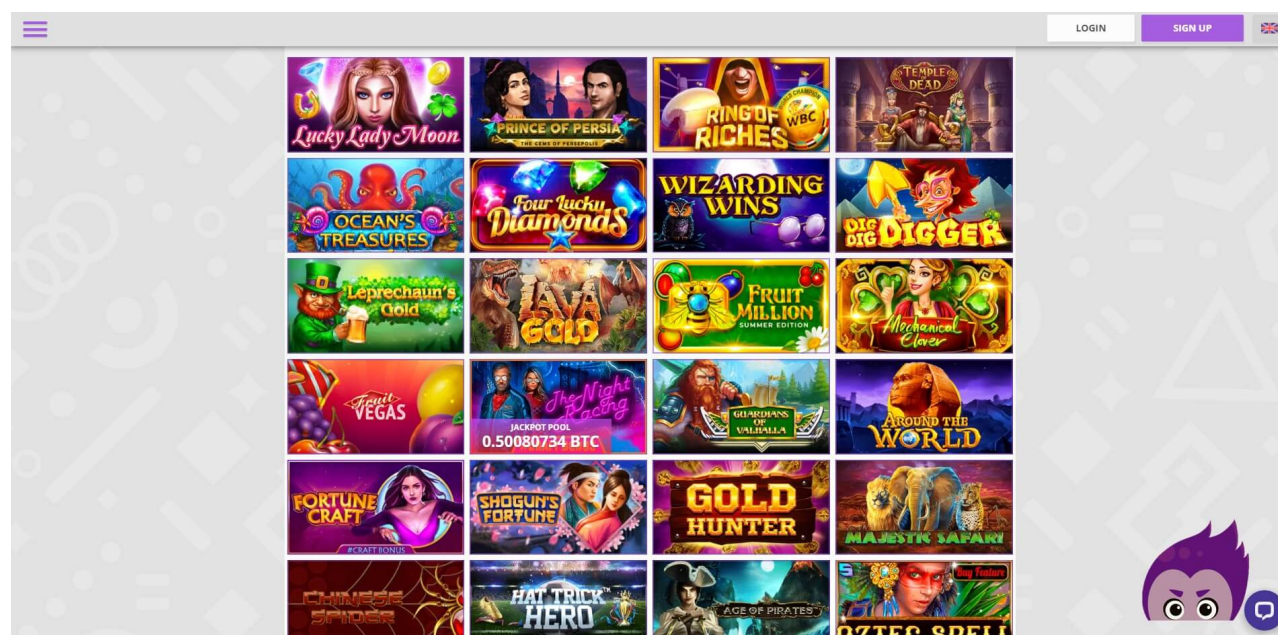 LOGIN
SIGN UP
Lucky Lady Moon
PRINCE OF PERSIA
THE GEMS OF PERSEPOLIS
RING OF
RICHES
WORLD CHAMPION
WBC
TEMPLE
OF
DEAD
OCEAN'S
TREASURES
Four Lucky
Diamonds
WIZARDING
WINS
DIG
DIG DIGGER
Leprechaun's
Gold
LAVA
GOLD
FRUIT
MILLION
SUMMER EDITION
Mechanical
Clover
Fruit
VEGAS
The Night
Racing
JACKPOT POOL
0.50080734 BTC
GUARDIANS
OF
VALHALLA
AROUND THE
WORLD
FORTUNE
CRAFT
#CRAFT BONUS
SHOGUN'S
FORTUNE
GOLD
HUNTER
MAJESTIC SAFARI
CHINESE
SPIDER
HAT TRICK
HERO
AGE OF PIRATES
5
Buy Feature
AZTEC SPELL